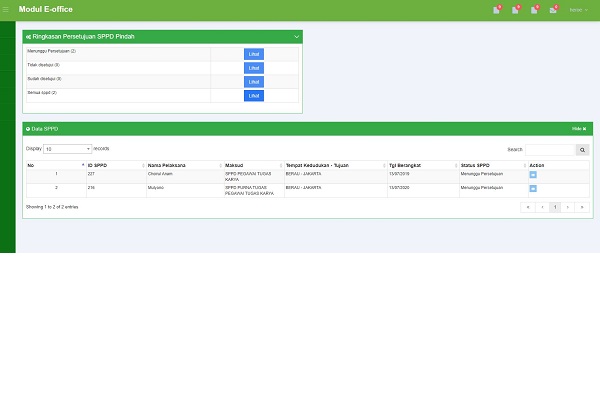 Modul E-office
Ringkasan Persetujuan SPPD Pindah
Menunggu Persetujuan (2) Lihat
Tidak disetujui (0) Lihat
Sudah disetujui (0) Lihat
Semua sppd (2) Lihat
Data SPPD Hide
Display 10 records Search:
No ID SPPD Nama Pelaksana Maksud Tempat Kedudukan - Tujuan Tgl Berangkat Status SPPD Action
1 227 Choirul Anam SPPD PEGAWAI TUGAS BERAU - JAKARTA 13/07/2019 Menunggu Persetujuan
KARYA
2 216 Mulyono SPPD PURNA TUGAS BERAU - JAKARTA 13/07/2020 Menunggu Persetujuan
PEGAWAI TUGAS KARYA
Showing 1 to 2 of 2 entries « ‹ 1 › »